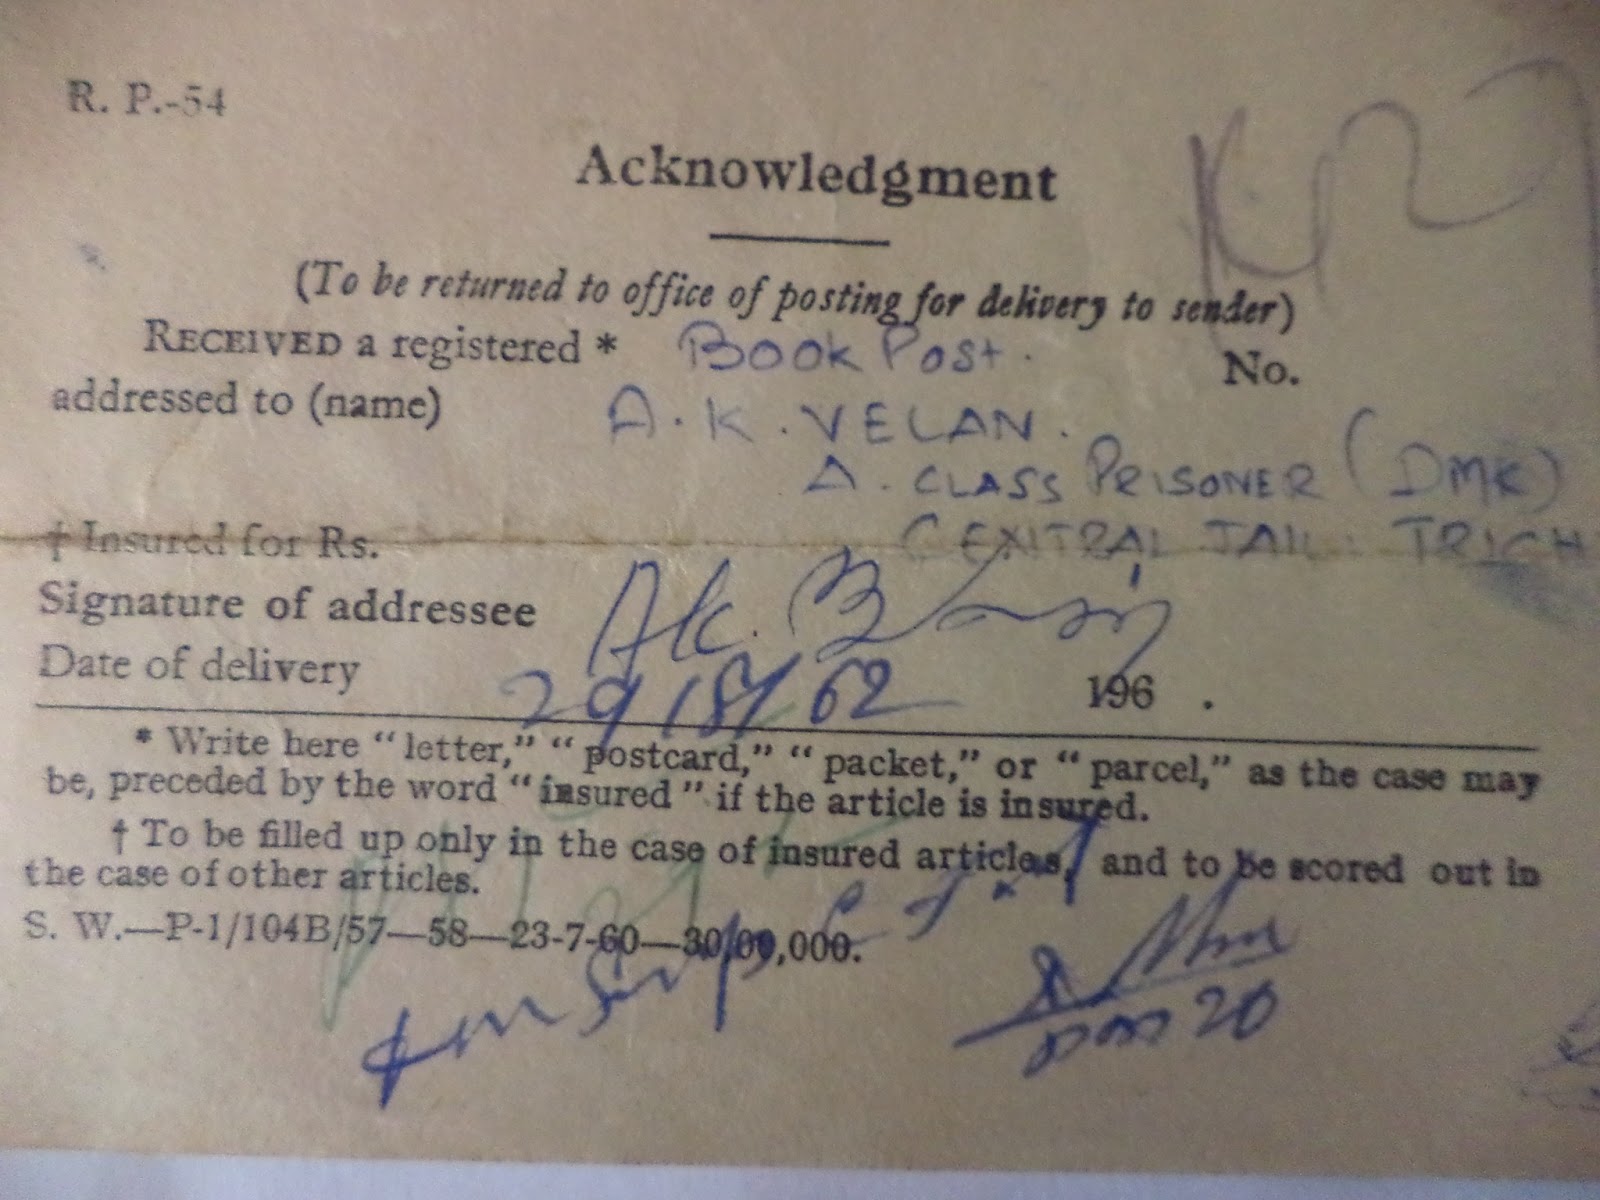 R. P.-54
Acknowledgment
(To be returned to office of posting for delivery to sender)
RECEIVED a registered * Book Post. No.
addressed to (name) A. K. VELAN.
A. CLASS PRISONER (DMK)
† Insured for Rs. CENTRAL JAIL. TRICH
Signature of addressee
Date of delivery 29/8/62 196 .
* Write here "letter," "postcard," "packet," or "parcel," as the case may
be, preceded by the word "insured" if the article is insured.
† To be filled up only in the case of insured articles, and to be scored out in
the case of other articles.
S. W.—P-1/104B/57—58—23-7-60—30,00,000.